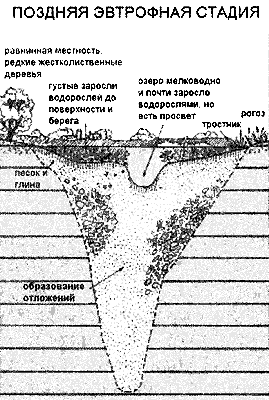 ПОЗДНЯЯ ЭВТРОФНАЯ СТАДИЯ
равнинная местность,
редкие жестколиственные
деревья
густые заросли
водорослей до
поверхности и
берега
озеро мелководно
и почти заросло
водорослями, но
есть просвет
рогоз
тростник
песок и
глина
образование
отложений